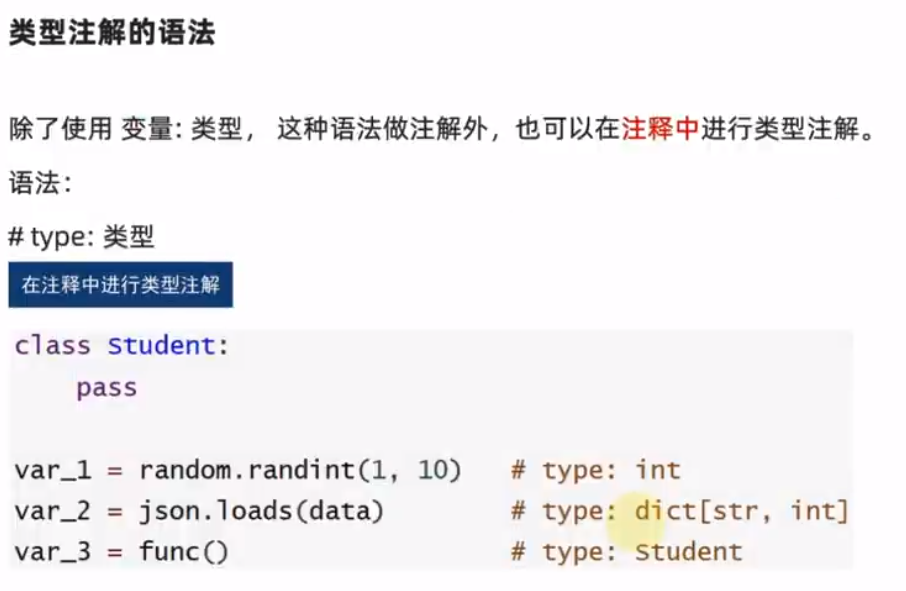 类型注解的语法
除了使用 变量: 类型， 这种语法做注解外，也可以在注释中进行类型注解。
语法：
# type: 类型
在注释中进行类型注解
class Student:
    pass
var_1 = random.randint(1, 10)   # type: int
var_2 = json.loads(data)        # type: dict[str, int]
var_3 = func()                  # type: Student